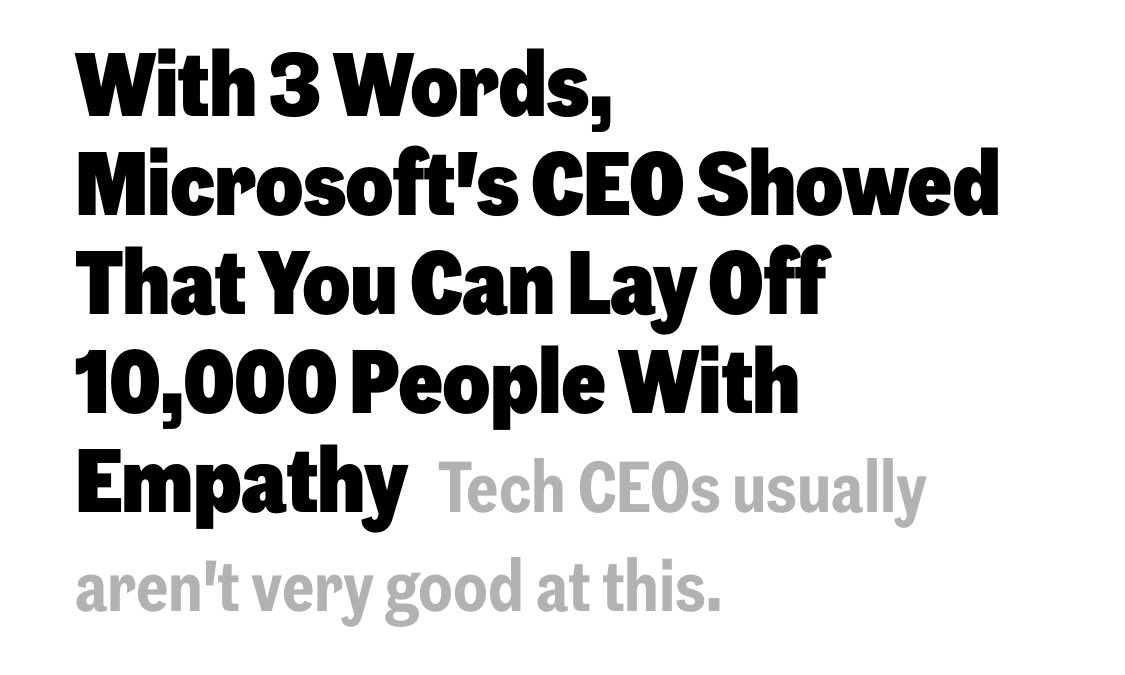 With 3 Words,
Microsoft's CEO Showed
That You Can Lay Off
10,000 People With
Empathy Tech CEOs usually
aren't very good at this.